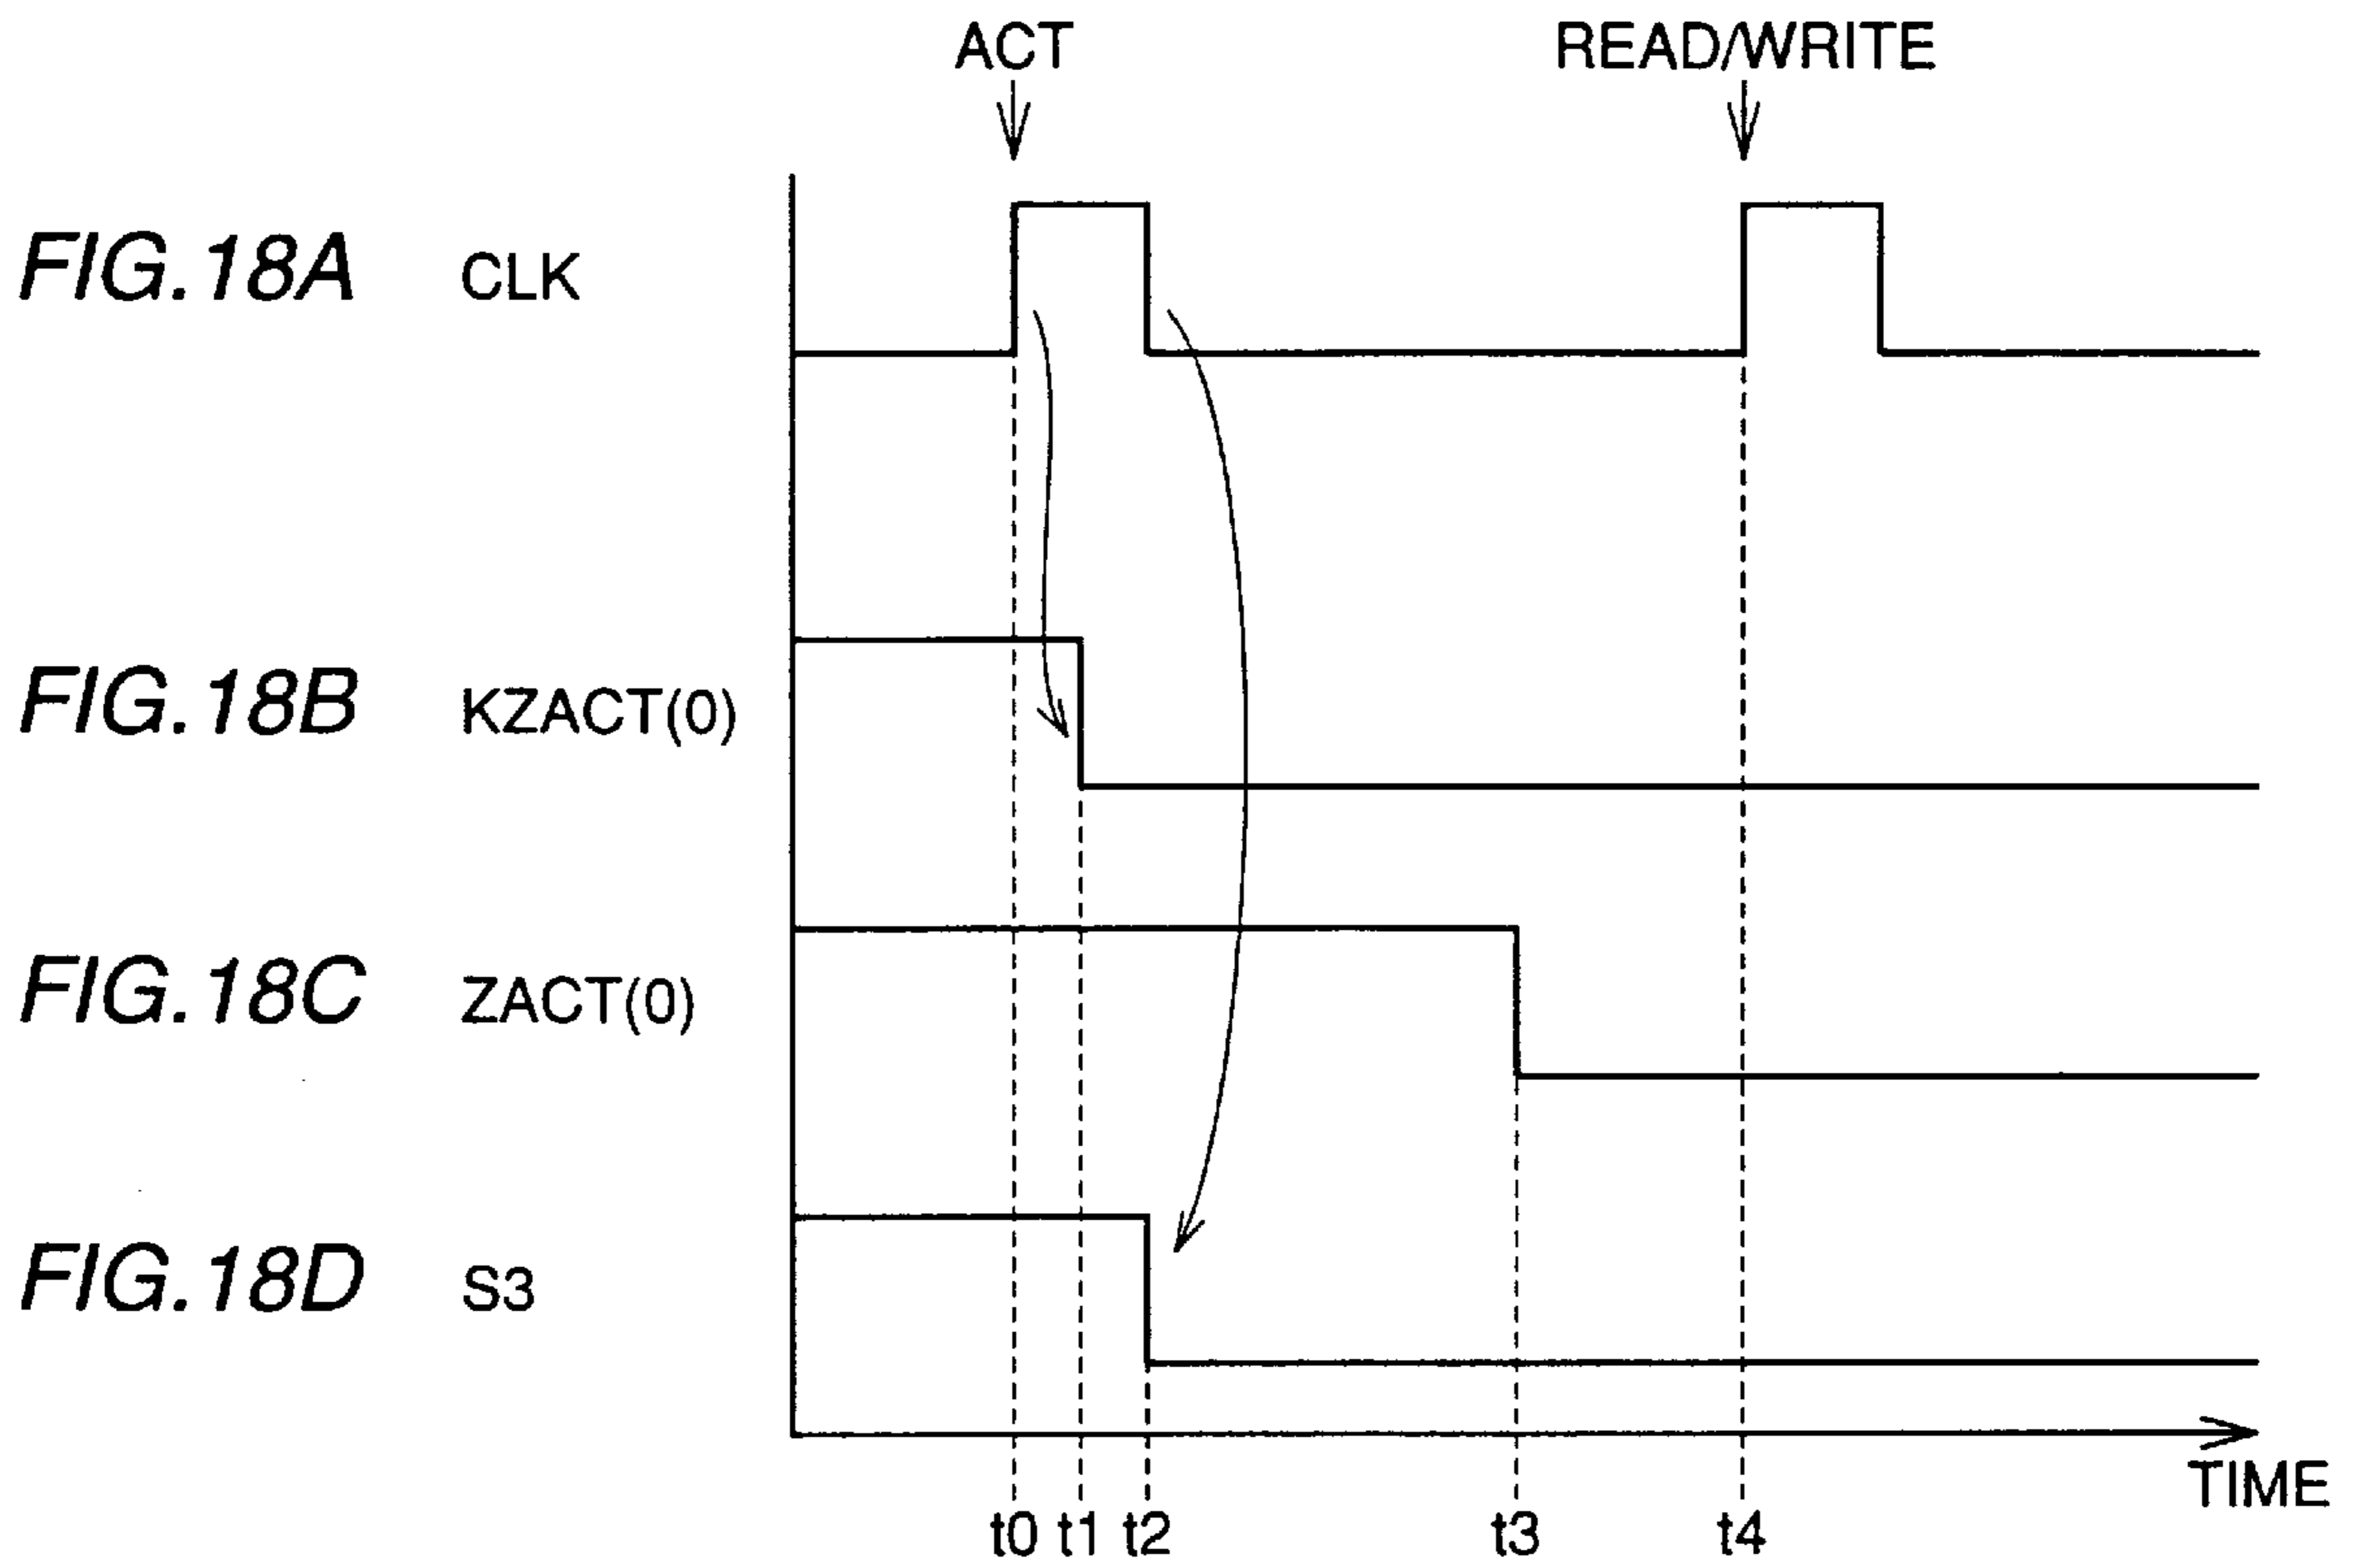 ACT READ/WRITE
FIG.18A CLK
FIG.18B KZACT(0)
FIG.18C ZACT(0)
FIG.18D S3
TIME
t0 t1 t2 t3 t4